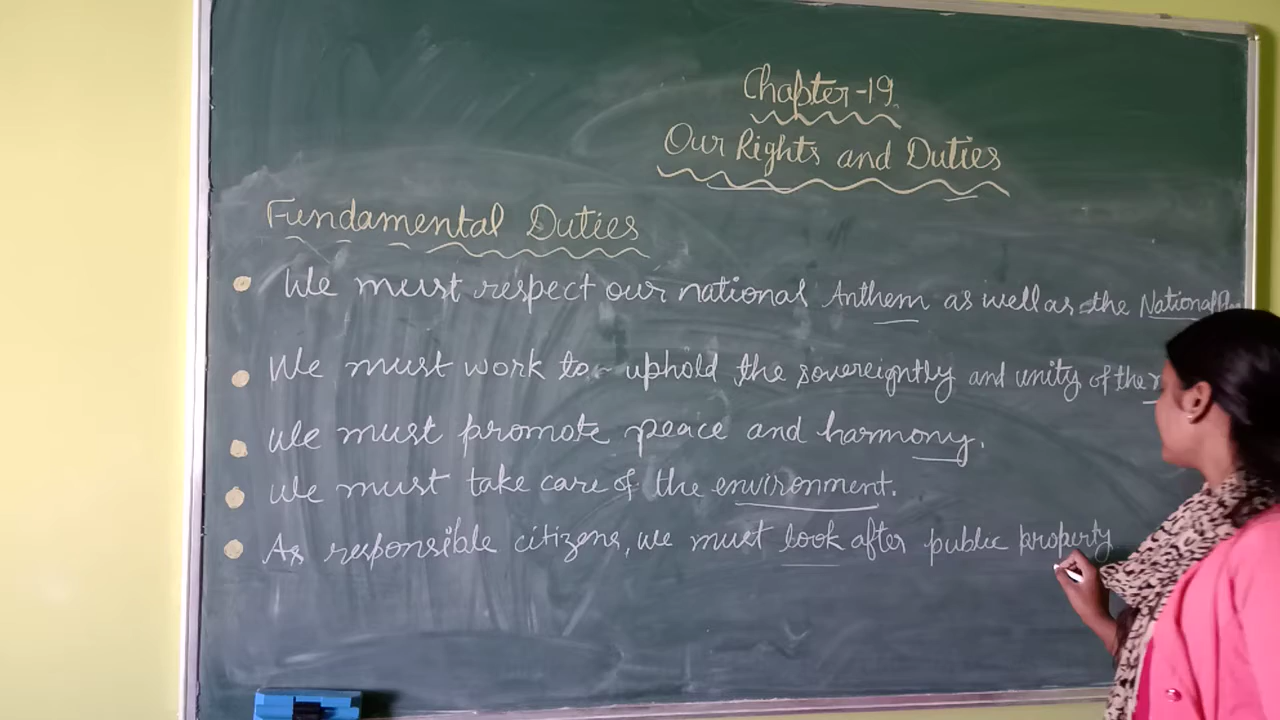 Chapter-19.
Our Rights and Duties
Fundamental Duties
• We must respect our national Anthem as well as the National
• We must work to uphold the sovereigntly and unity of the
• We must promote peace and harmony.
• We must take care of the environment.
• As responsible citizens, we must look after public property